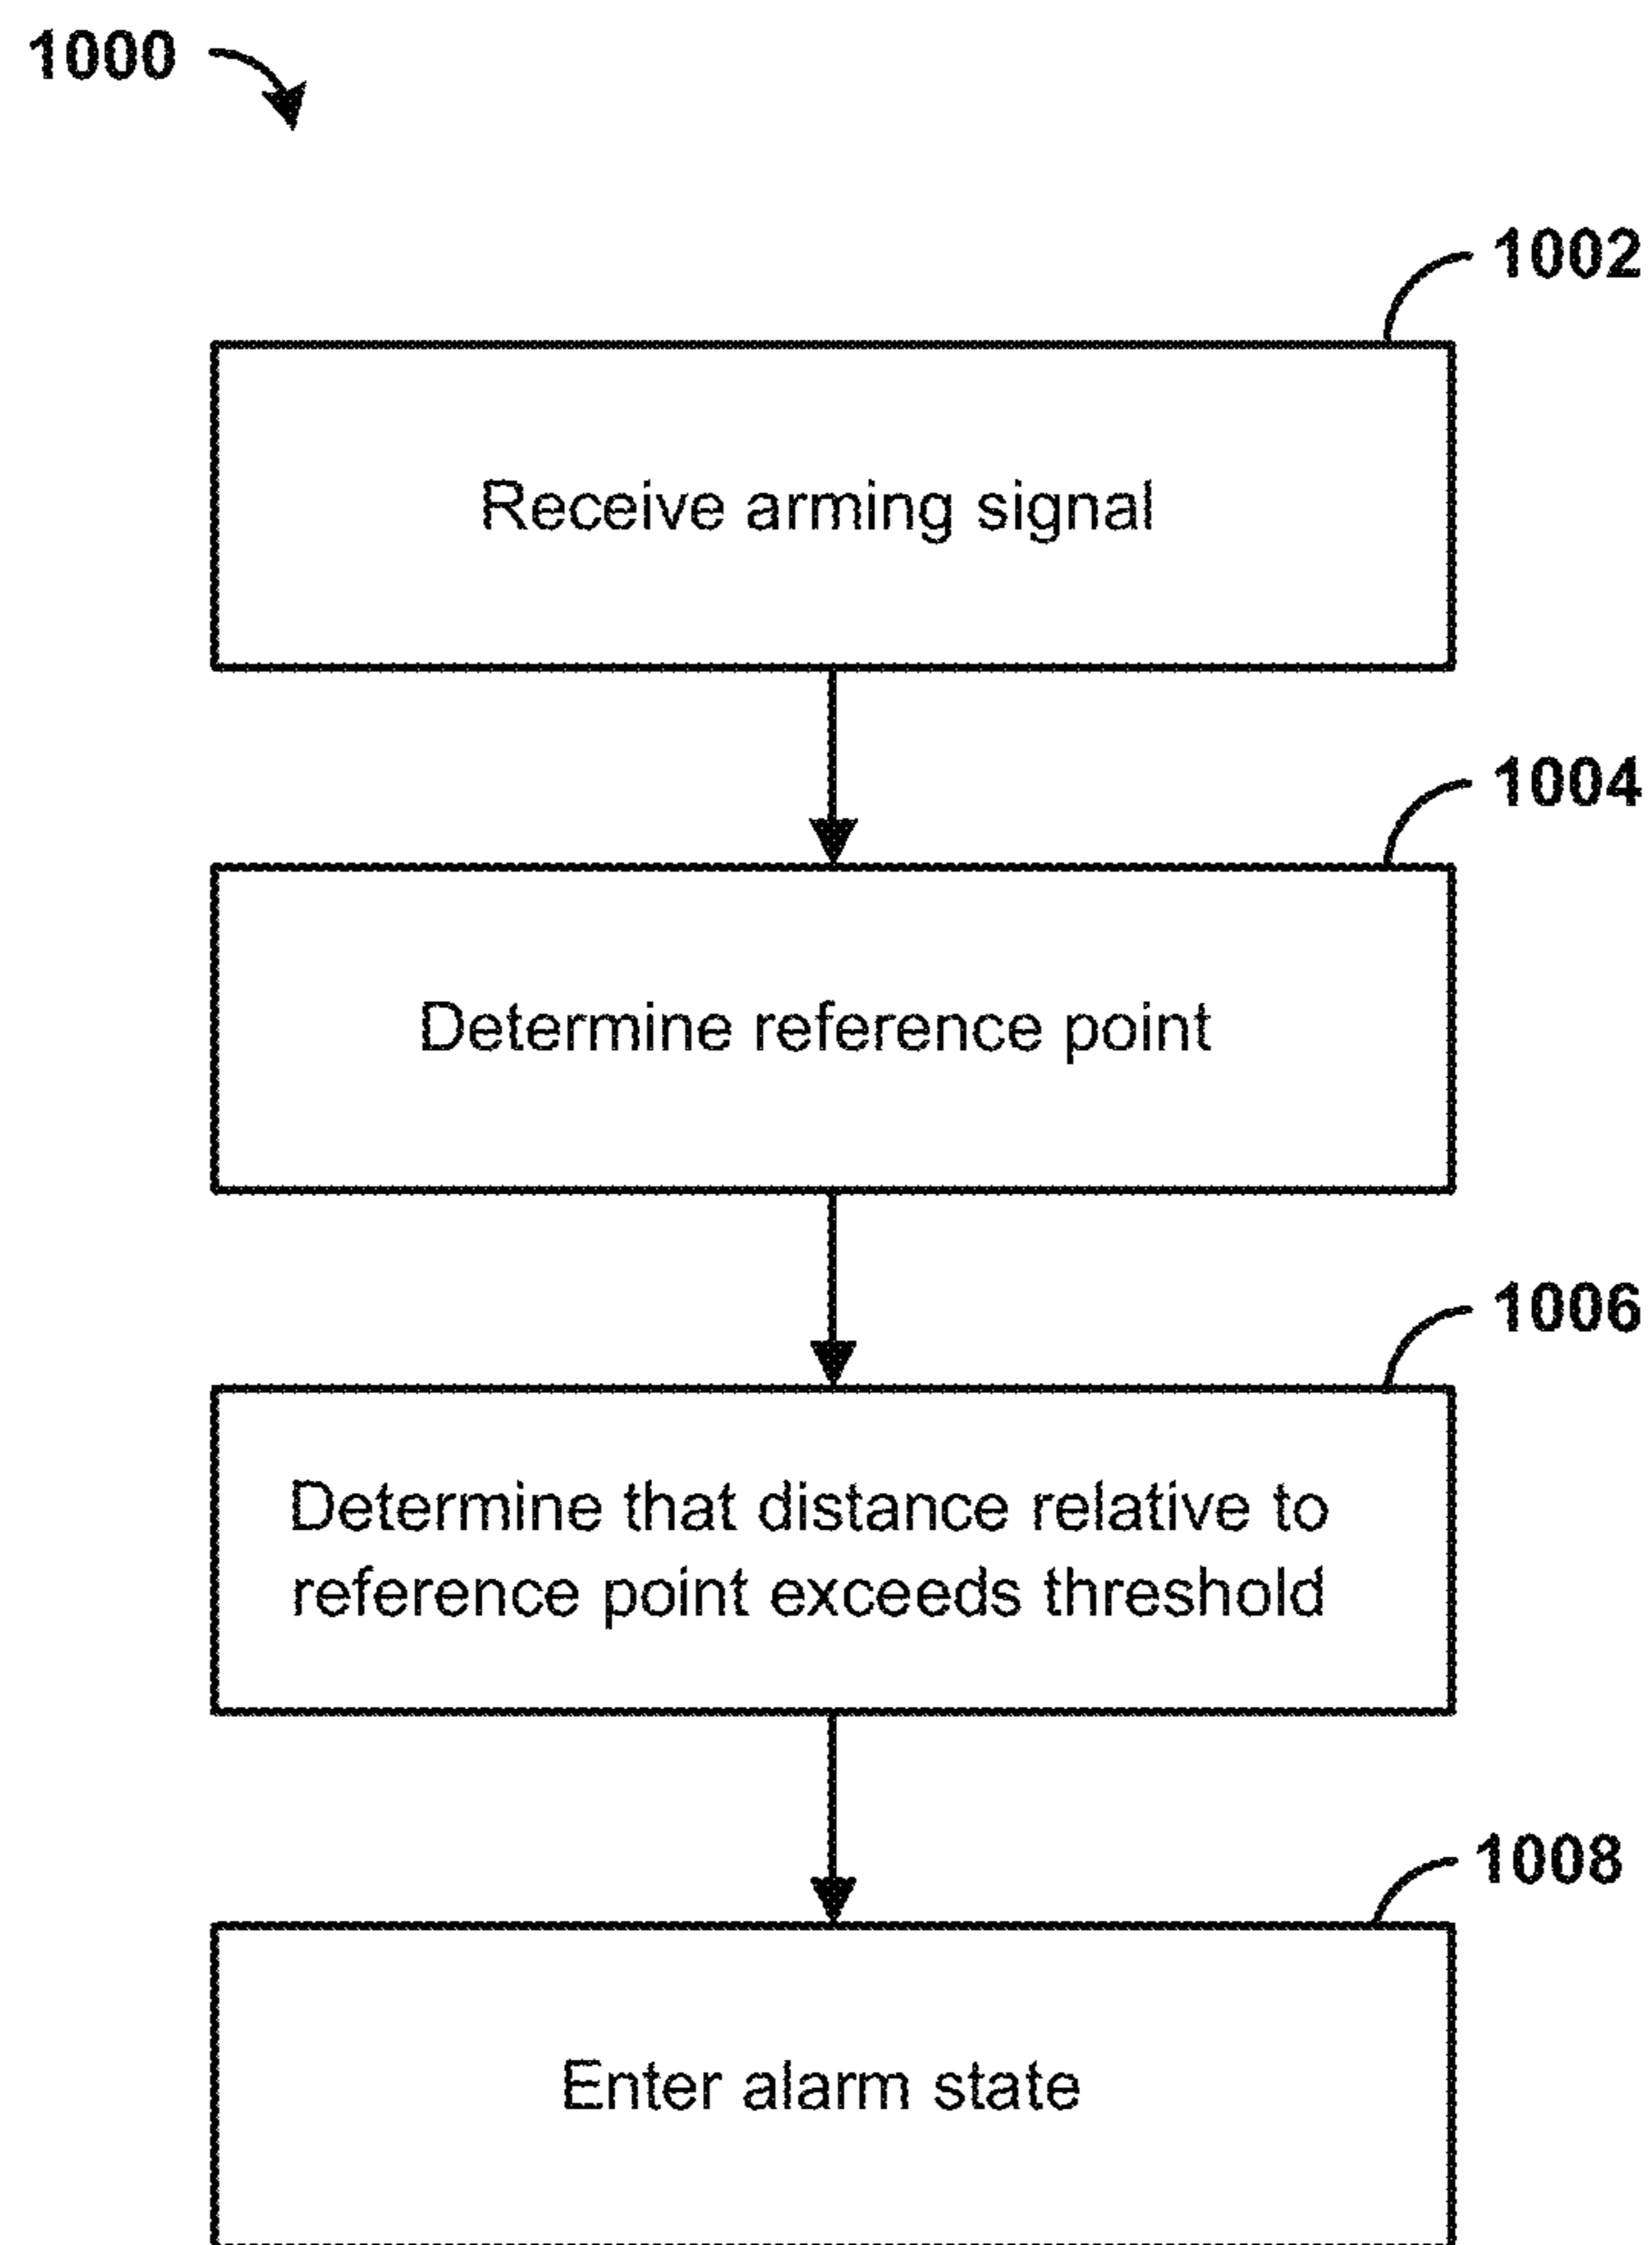 1000
1002
Receive arming signal
1004
Determine reference point
1006
Determine that distance relative to
reference point exceeds threshold
1008
Enter alarm state